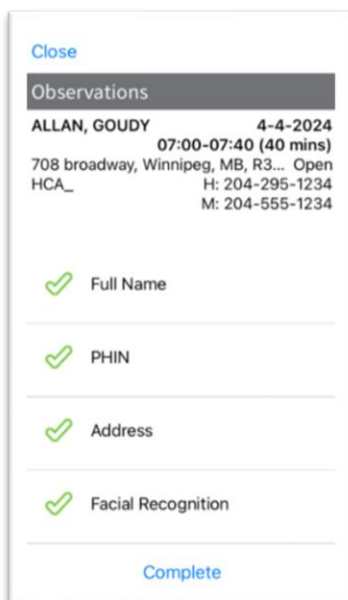 Close
Observations
ALLAN, GOUDY 4-4-2024
07:00-07:40 (40 mins)
708 broadway, Winnipeg, MB, R3... Open
HCA_ H: 204-295-1234
M: 204-555-1234
Full Name
PHIN
Address
Facial Recognition
Complete